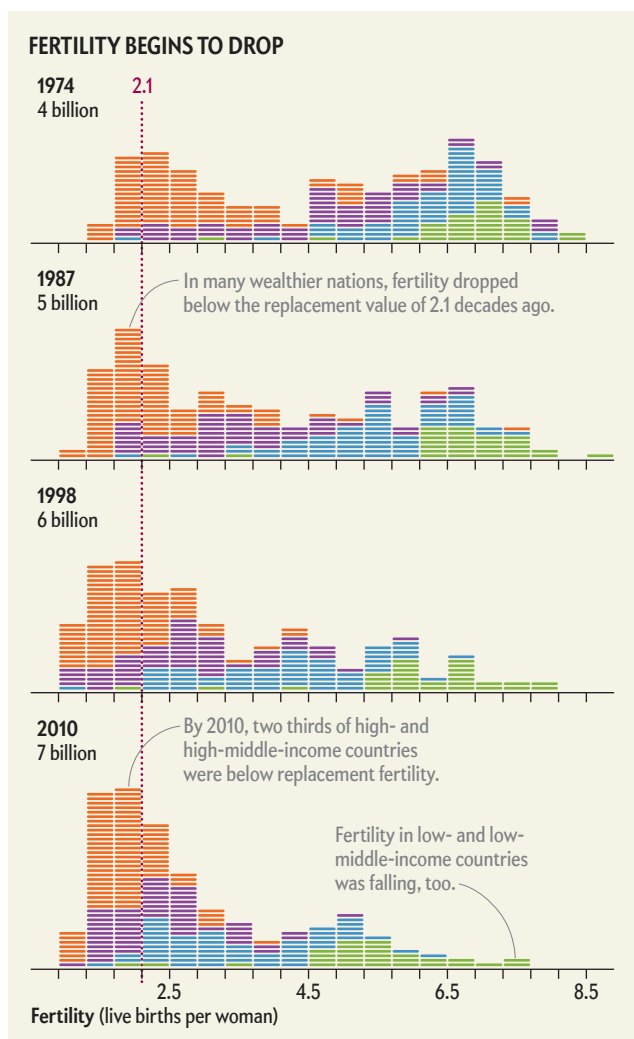 FERTILITY BEGINS TO DROP
1974
2.1
4 billion
1987
5 billion
In many wealthier nations, fertility dropped
below the replacement value of 2.1 decades ago.
1998
6 billion
2010
7 billion
By 2010, two thirds of high- and
high-middle-income countries
were below replacement fertility.
Fertility in low- and low-
middle-income countries
was falling, too.
2.5 4.5 6.5 8.5
Fertility (live births per woman)